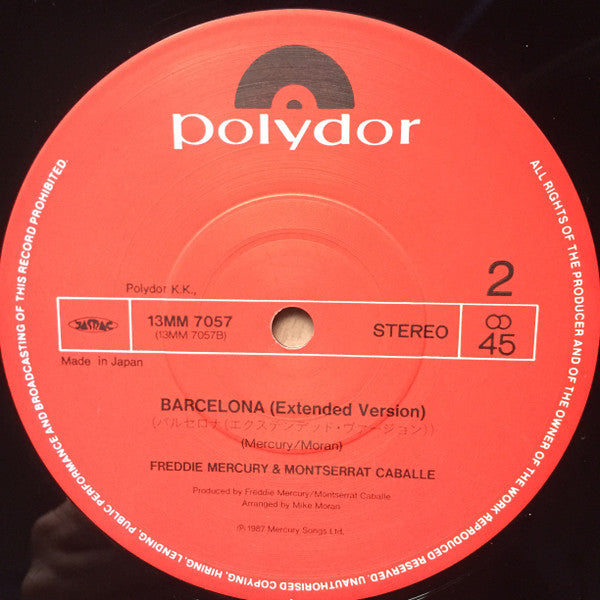 polydor
Polydor K.K.,
2
JASRAC
13MM 7057
(13MM 7057B)
STEREO
45
Made in Japan
BARCELONA (Extended Version)
(バルセロナ(エクステンデッド・ヴァージョン))
(Mercury/Moran)
FREDDIE MERCURY & MONTSERRAT CABALLE
Produced by Freddie Mercury/Montserrat Caballe
Arranged by Mike Moran
℗ 1987 Mercury Songs Ltd.
ALL RIGHTS OF THE PRODUCER AND OF THE OWNER OF THE WORK REPRODUCED RESERVED. UNAUTHORISED COPYING, HIRING, LENDING, PUBLIC PERFORMANCE AND BROADCASTING OF THIS RECORD PROHIBITED.